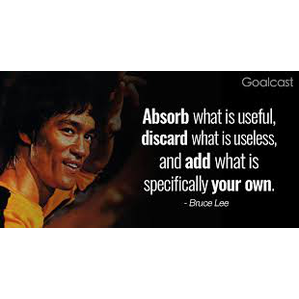 Goalcast
Absorb what is useful,
discard what is useless,
and add what is
specifically your own.
- Bruce Lee